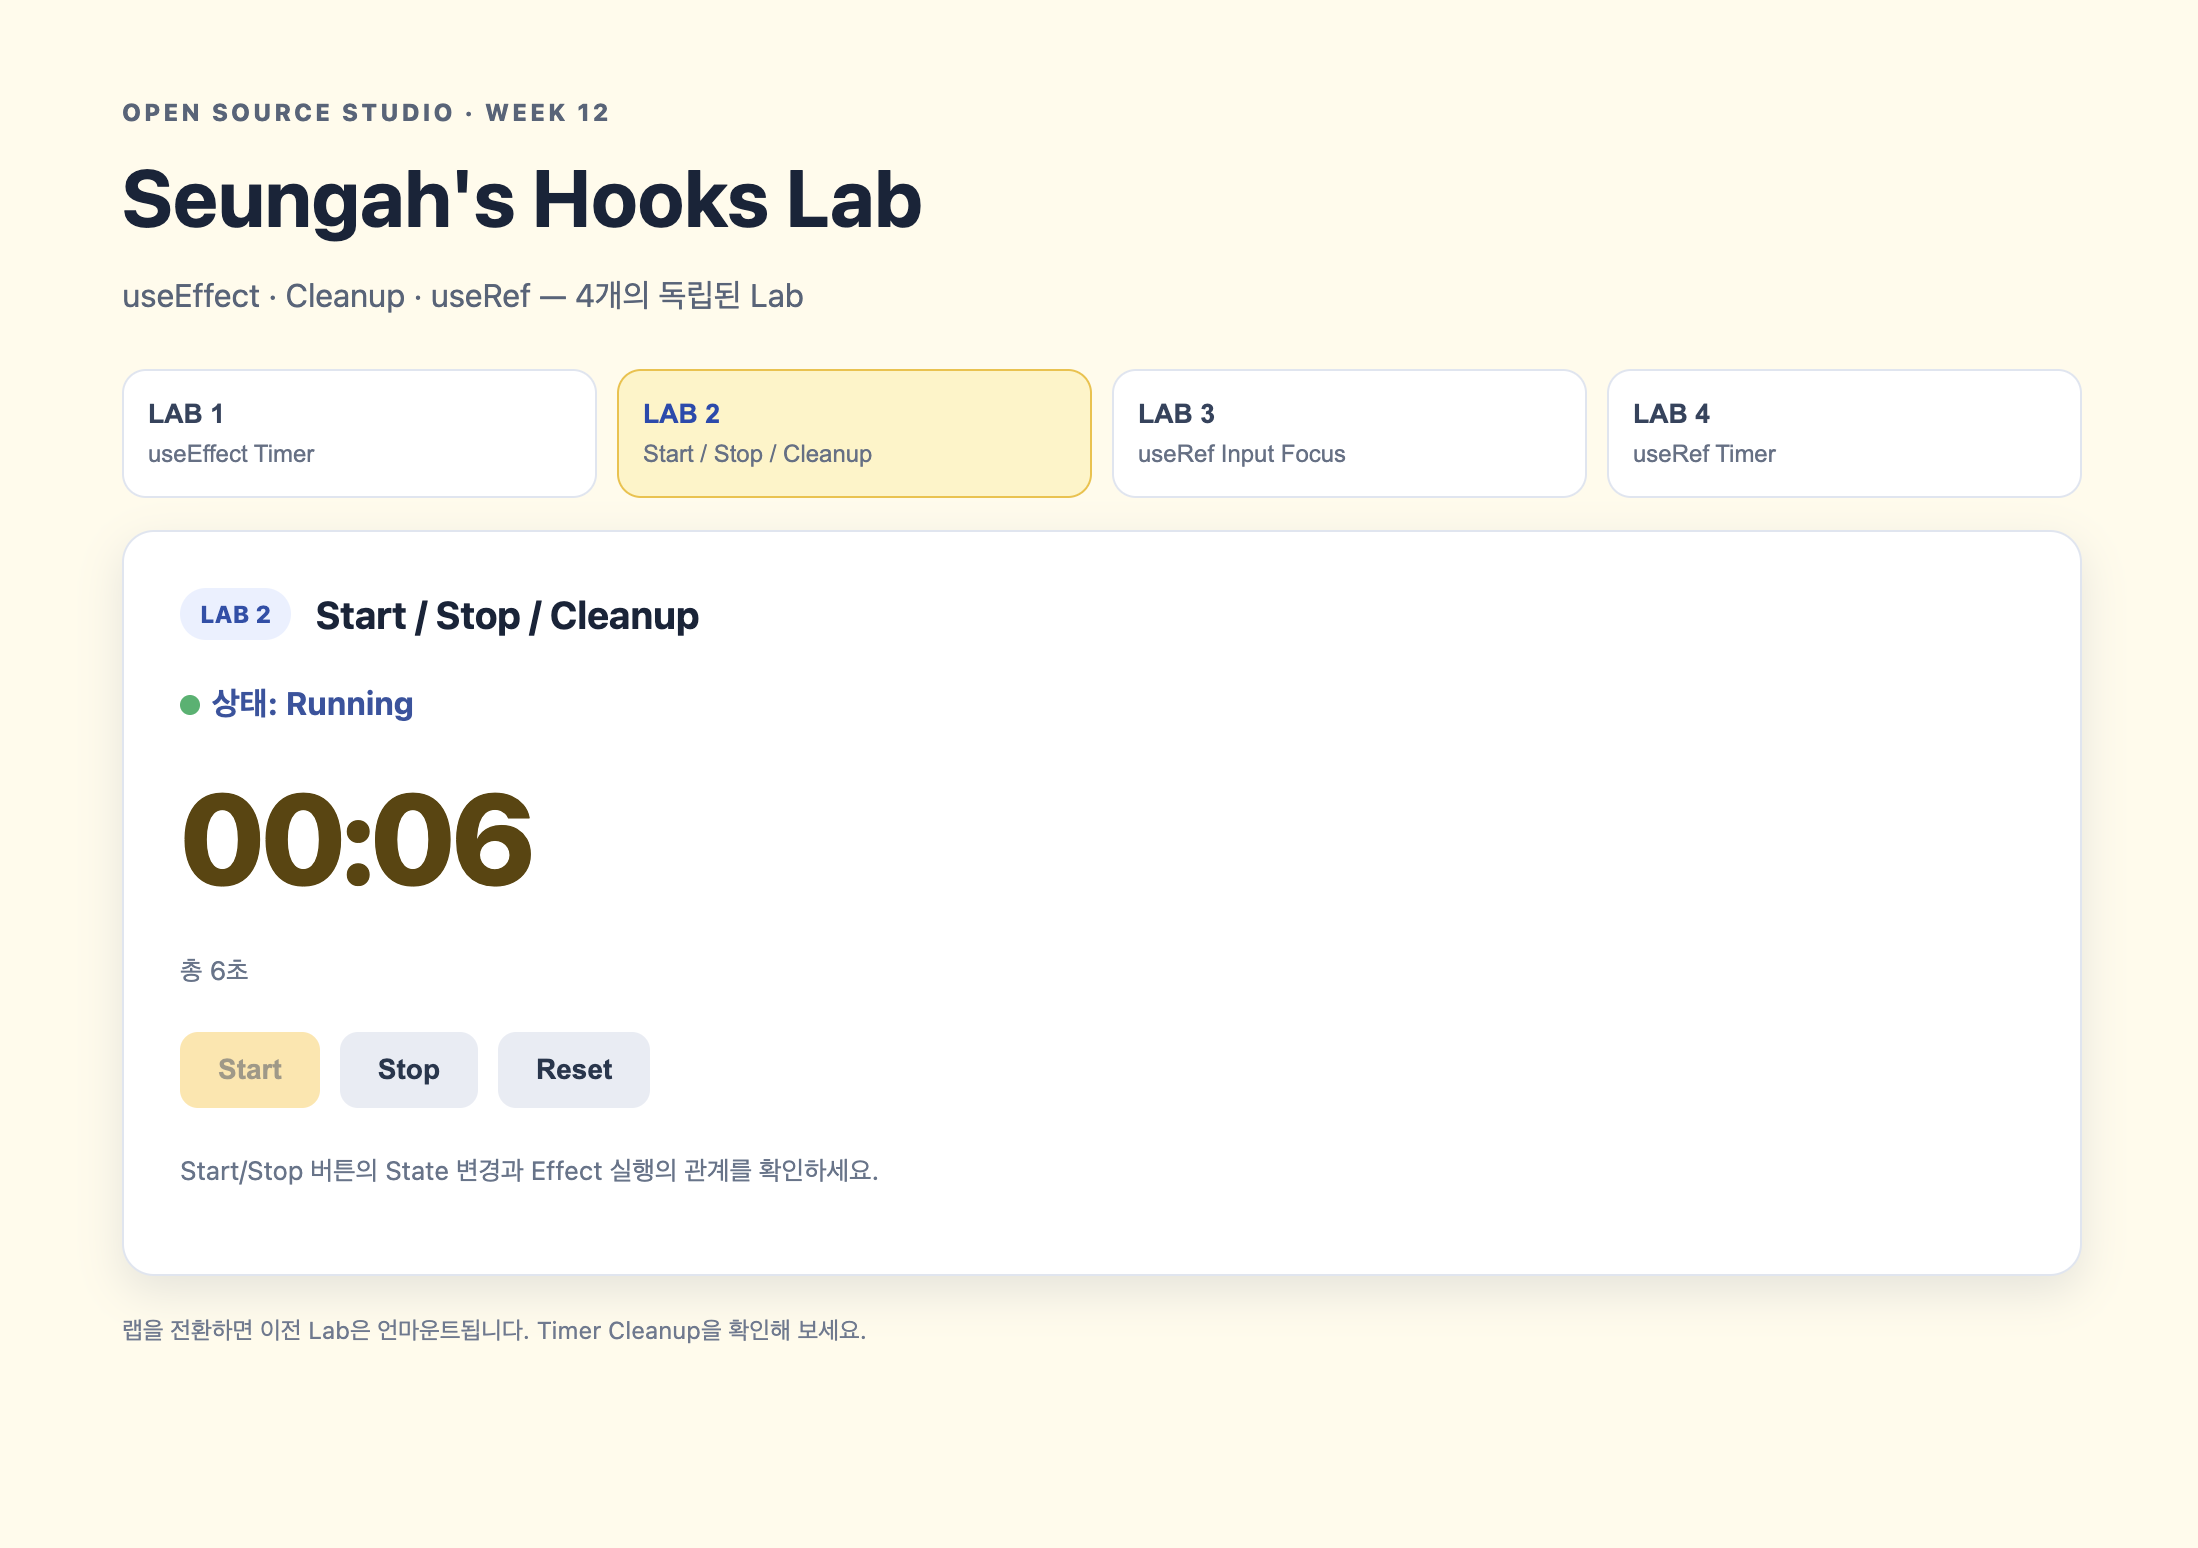 OPEN SOURCE STUDIO · WEEK 12
Seungah's Hooks Lab
useEffect · Cleanup · useRef — 4개의 독립된 Lab
LAB 1
useEffect Timer
LAB 2
Start / Stop / Cleanup
LAB 3
useRef Input Focus
LAB 4
useRef Timer
LAB 2 Start / Stop / Cleanup
상태: Running
00:06
총 6초
Start Stop Reset
Start/Stop 버튼의 State 변경과 Effect 실행의 관계를 확인하세요.
랩을 전환하면 이전 Lab은 언마운트됩니다. Timer Cleanup을 확인해 보세요.